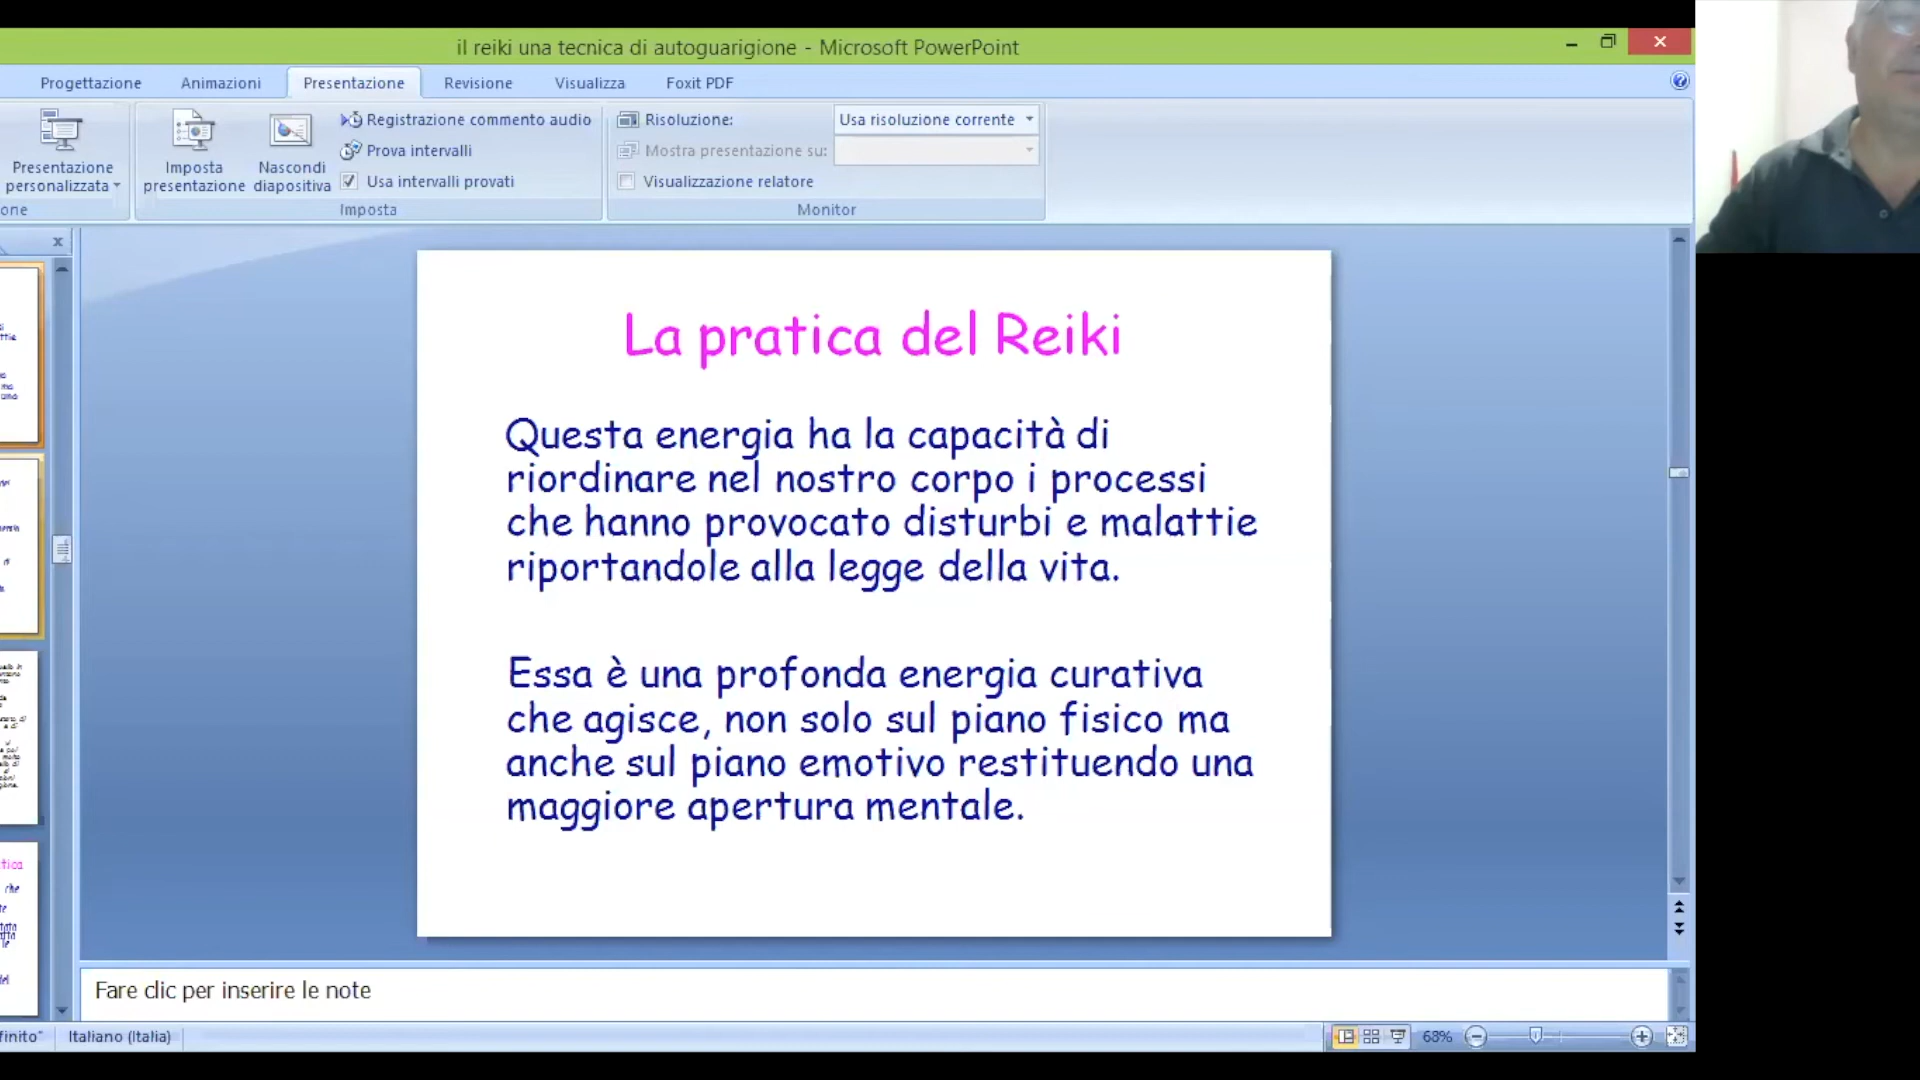 il reiki una tecnica di autoguarigione - Microsoft PowerPoint
Progettazione Animazioni Presentazione Revisione Visualizza Foxit PDF
Presentazione personalizzata
Imposta presentazione
Nascondi diapositiva
Registrazione commento audio
Prova intervalli
Usa intervalli provati
Imposta
Risoluzione: Usa risoluzione corrente
Mostra presentazione su:
Visualizzazione relatore
Monitor
La pratica del Reiki
Questa energia ha la capacità di
riordinare nel nostro corpo i processi
che hanno provocato disturbi e malattie
riportandole alla legge della vita.
Essa è una profonda energia curativa
che agisce, non solo sul piano fisico ma
anche sul piano emotivo restituendo una
maggiore apertura mentale.
Fare clic per inserire le note
Italiano (Italia)
68%